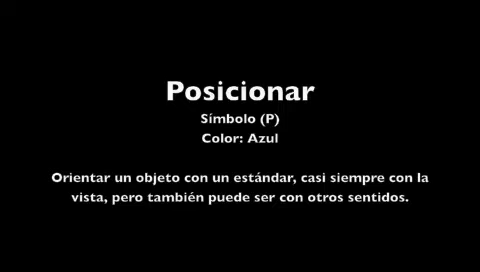 Posicionar
Símbolo (P)
Color: Azul
Orientar un objeto con un estándar, casi siempre con la
vista, pero también puede ser con otros sentidos.